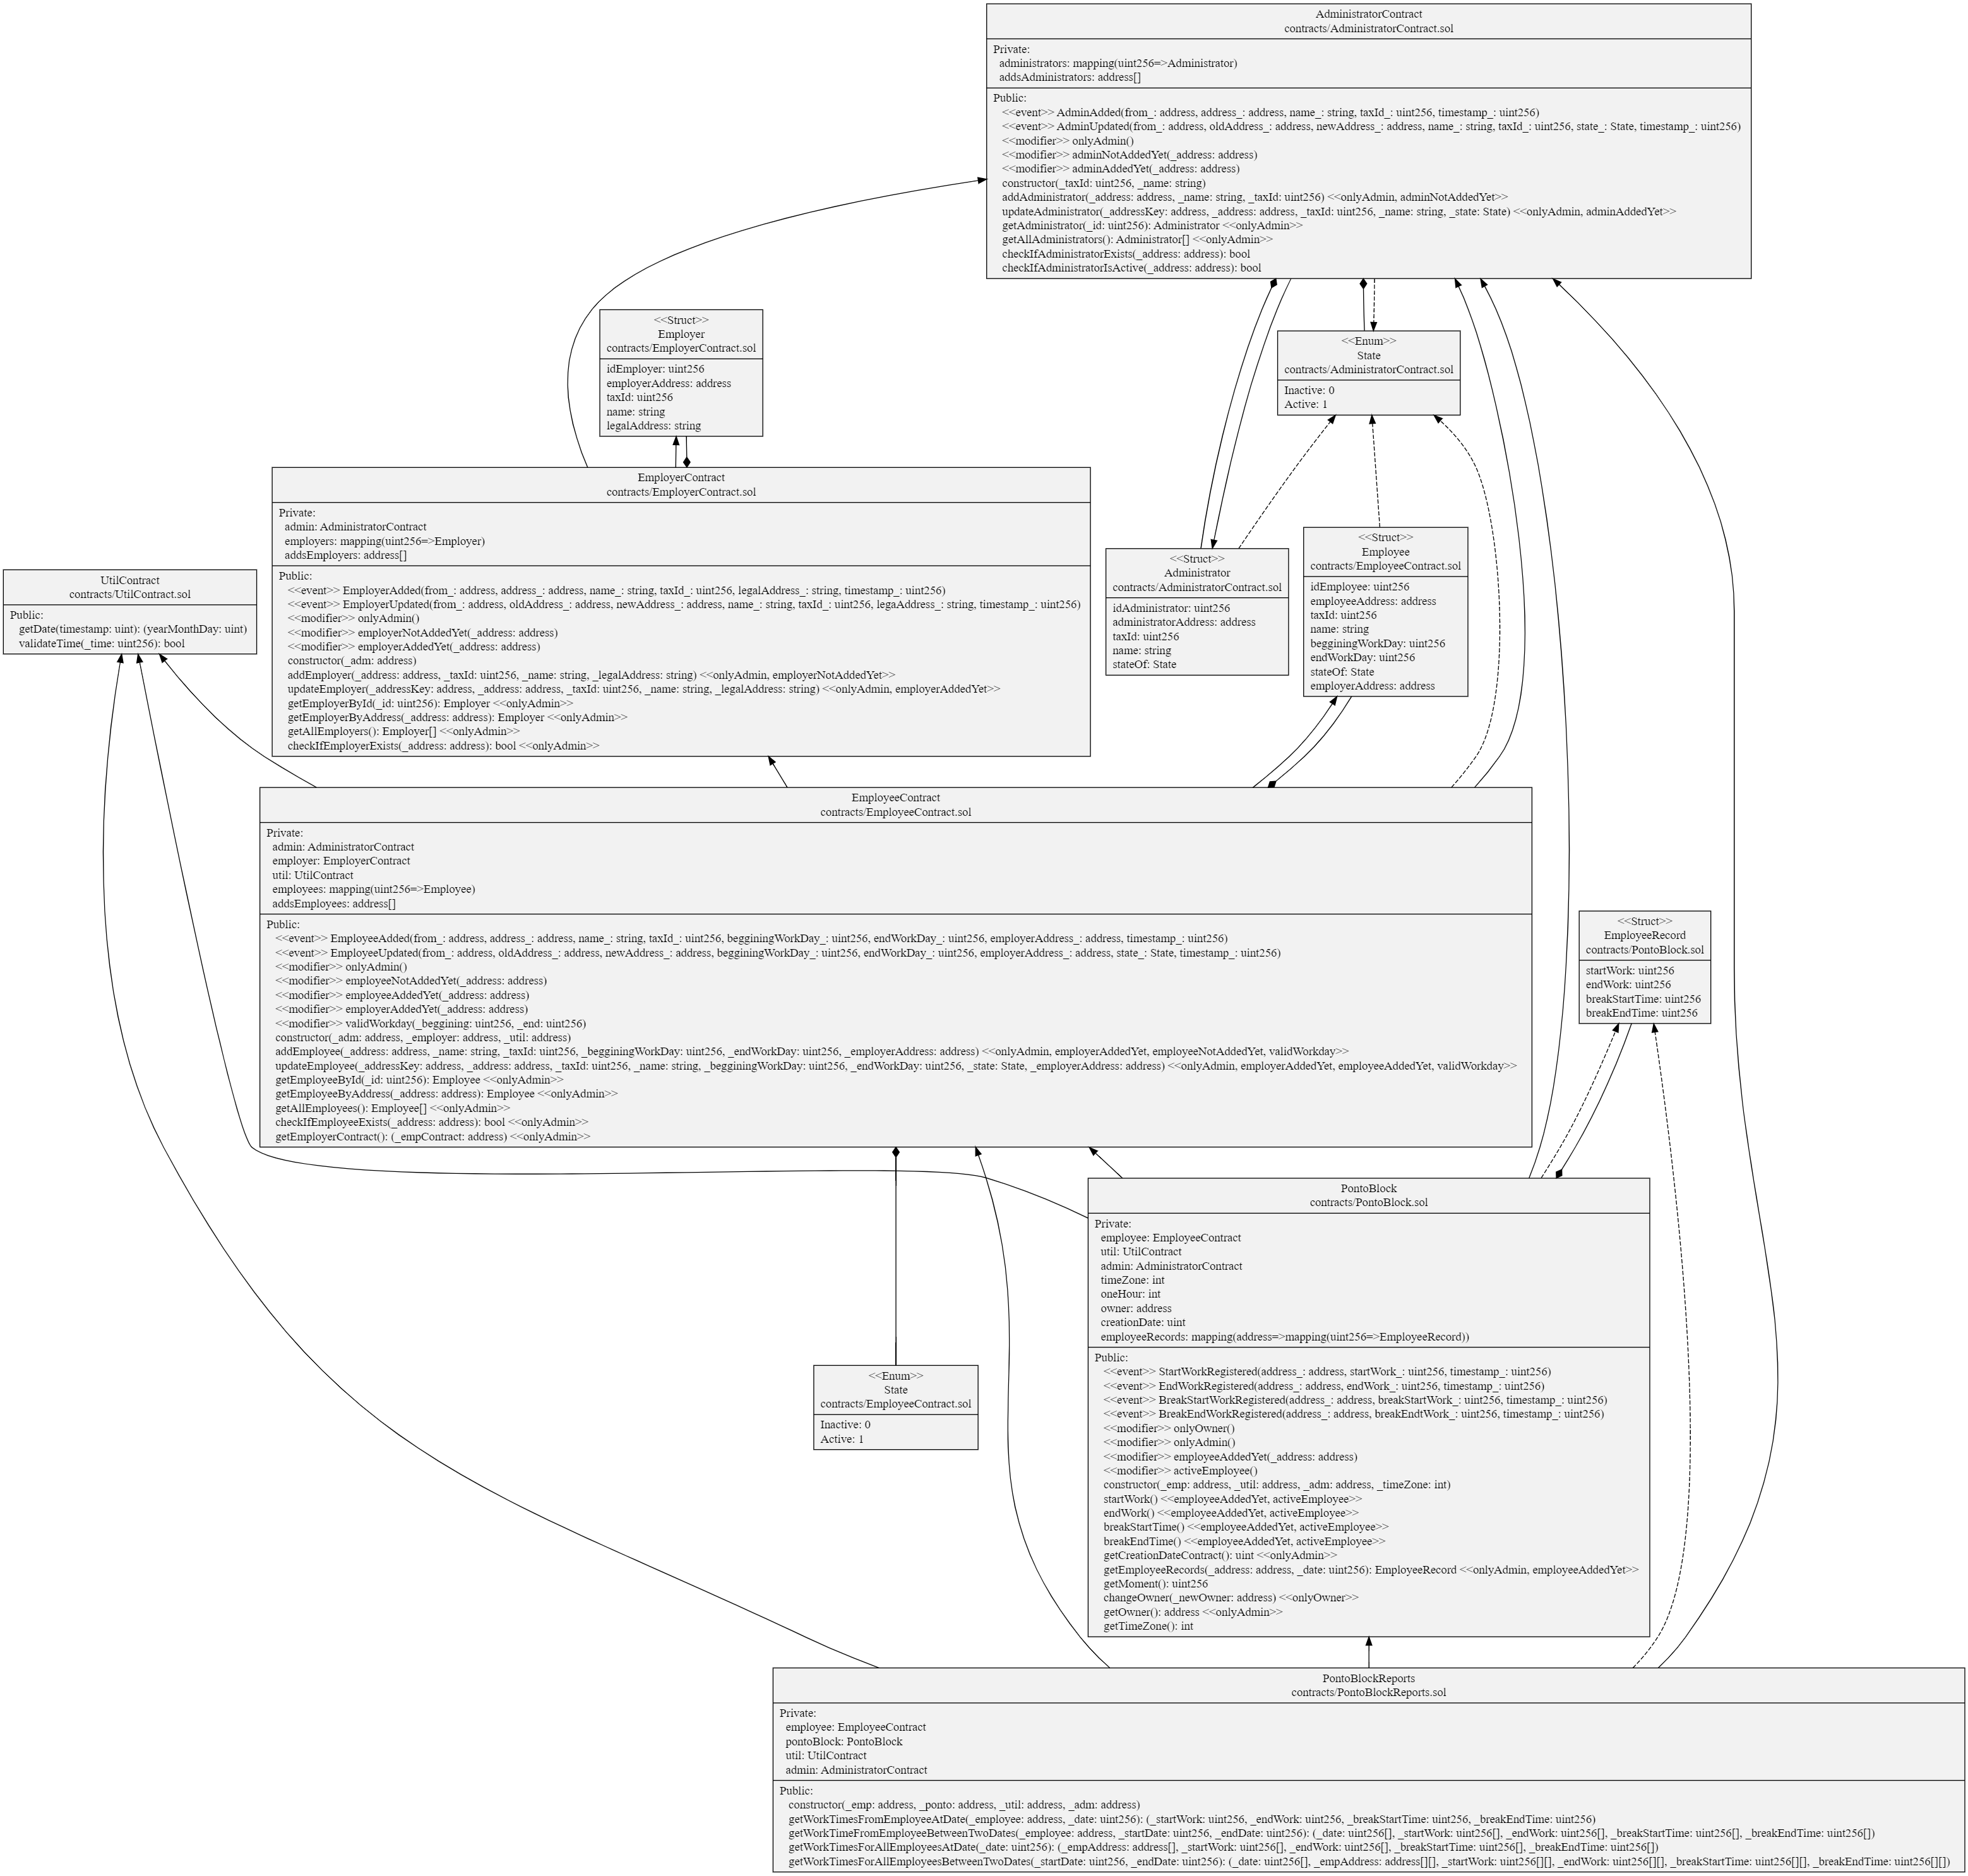 AdministratorContract
contracts/AdministratorContract.sol
Private:
administrators: mapping(uint256=>Administrator)
addsAdministrators: address[]
Public:
<<event>> AdminAdded(from_: address, address_: address, name_: string, taxId_: uint256, timestamp_: uint256)
<<event>> AdminUpdated(from_: address, oldAddress_: address, newAddress_: address, name_: string, taxId_: uint256, state_: State, timestamp_: uint256)
<<modifier>> onlyAdmin()
<<modifier>> adminNotAddedYet(_address: address)
<<modifier>> adminAddedYet(_address: address)
constructor(_taxId: uint256, _name: string)
addAdministrator(_address: address, _name: string, _taxId: uint256) <<onlyAdmin, adminNotAddedYet>>
updateAdministrator(_addressKey: address, _address: address, _taxId: uint256, _name: string, _state: State) <<onlyAdmin, adminAddedYet>>
getAdministrator(_id: uint256): Administrator <<onlyAdmin>>
getAllAdministrators(): Administrator[] <<onlyAdmin>>
checkIfAdministratorExists(_address: address): bool
checkIfAdministratorIsActive(_address: address): bool
<<Struct>>
Employer
contracts/EmployerContract.sol
idEmployer: uint256
employerAddress: address
taxId: uint256
name: string
legalAddress: string
<<Enum>>
State
contracts/AdministratorContract.sol
Inactive: 0
Active: 1
EmployerContract
contracts/EmployerContract.sol
Private:
admin: AdministratorContract
employers: mapping(uint256=>Employer)
addsEmployers: address[]
Public:
<<event>> EmployerAdded(from_: address, address_: address, name_: string, taxId_: uint256, legalAddress_: string, timestamp_: uint256)
<<event>> EmployerUpdated(from_: address, oldAddress_: address, newAddress_: address, name_: string, taxId_: uint256, legaAddress_: string, timestamp_: uint256)
<<modifier>> onlyAdmin()
<<modifier>> employerNotAddedYet(_address: address)
<<modifier>> employerAddedYet(_address: address)
constructor(_adm: address)
addEmployer(_address: address, _taxId: uint256, _name: string, _legalAddress: string) <<onlyAdmin, employerNotAddedYet>>
updateEmployer(_addressKey: address, _address: address, _taxId: uint256, _name: string, _legalAddress: string) <<onlyAdmin, employerAddedYet>>
getEmployerById(_id: uint256): Employer <<onlyAdmin>>
getEmployerByAddress(_address: address): Employer <<onlyAdmin>>
getAllEmployers(): Employer[] <<onlyAdmin>>
checkIfEmployerExists(_address: address): bool <<onlyAdmin>>
UtilContract
contracts/UtilContract.sol
Public:
getDate(timestamp: uint): (yearMonthDay: uint)
validateTime(_time: uint256): bool
<<Struct>>
Administrator
contracts/AdministratorContract.sol
idAdministrator: uint256
administratorAddress: address
taxId: uint256
name: string
stateOf: State
<<Struct>>
Employee
contracts/EmployeeContract.sol
idEmployee: uint256
employeeAddress: address
taxId: uint256
name: string
begginingWorkDay: uint256
endWorkDay: uint256
stateOf: State
employerAddress: address
EmployeeContract
contracts/EmployeeContract.sol
Private:
admin: AdministratorContract
employer: EmployerContract
util: UtilContract
employees: mapping(uint256=>Employee)
addsEmployees: address[]
Public:
<<event>> EmployeeAdded(from_: address, address_: address, name_: string, taxId_: uint256, begginingWorkDay_: uint256, endWorkDay_: uint256, employerAddress_: address, timestamp_: uint256)
<<event>> EmployeeUpdated(from_: address, oldAddress_: address, newAddress_: address, begginingWorkDay_: uint256, endWorkDay_: uint256, employerAddress_: address, state_: State, timestamp_: uint256)
<<modifier>> onlyAdmin()
<<modifier>> employeeNotAddedYet(_address: address)
<<modifier>> employeeAddedYet(_address: address)
<<modifier>> employerAddedYet(_address: address)
<<modifier>> validWorkday(_beggining: uint256, _end: uint256)
constructor(_adm: address, _employer: address, _util: address)
addEmployee(_address: address, _name: string, _taxId: uint256, _begginingWorkDay: uint256, _endWorkDay: uint256, _employerAddress: address) <<onlyAdmin, employerAddedYet, employeeNotAddedYet, validWorkday>>
updateEmployee(_addressKey: address, _address: address, _taxId: uint256, _name: string, _begginingWorkDay: uint256, _endWorkDay: uint256, _state: State, _employerAddress: address) <<onlyAdmin, employerAddedYet, employeeAddedYet, validWorkday>>
getEmployeeById(_id: uint256): Employee <<onlyAdmin>>
getEmployeeByAddress(_address: address): Employee <<onlyAdmin>>
getAllEmployees(): Employee[] <<onlyAdmin>>
checkIfEmployeeExists(_address: address): bool <<onlyAdmin>>
getEmployerContract(): (_empContract: address) <<onlyAdmin>>
<<Struct>>
EmployeeRecord
contracts/PontoBlock.sol
startWork: uint256
endWork: uint256
breakStartTime: uint256
breakEndTime: uint256
PontoBlock
contracts/PontoBlock.sol
Private:
employee: EmployeeContract
util: UtilContract
admin: AdministratorContract
timeZone: int
oneHour: int
owner: address
creationDate: uint
employeeRecords: mapping(address=>mapping(uint256=>EmployeeRecord))
Public:
<<event>> StartWorkRegistered(address_: address, startWork_: uint256, timestamp_: uint256)
<<event>> EndWorkRegistered(address_: address, endWork_: uint256, timestamp_: uint256)
<<event>> BreakStartWorkRegistered(address_: address, breakStartWork_: uint256, timestamp_: uint256)
<<event>> BreakEndWorkRegistered(address_: address, breakEndtWork_: uint256, timestamp_: uint256)
<<modifier>> onlyOwner()
<<modifier>> onlyAdmin()
<<modifier>> employeeAddedYet(_address: address)
<<modifier>> activeEmployee()
constructor(_emp: address, _util: address, _adm: address, _timeZone: int)
startWork() <<employeeAddedYet, activeEmployee>>
endWork() <<employeeAddedYet, activeEmployee>>
breakStartTime() <<employeeAddedYet, activeEmployee>>
breakEndTime() <<employeeAddedYet, activeEmployee>>
getCreationDateContract(): uint <<onlyAdmin>>
getEmployeeRecords(_address: address, _date: uint256): EmployeeRecord <<onlyAdmin, employeeAddedYet>>
getMoment(): uint256
changeOwner(_newOwner: address) <<onlyOwner>>
getOwner(): address <<onlyAdmin>>
getTimeZone(): int
<<Enum>>
State
contracts/EmployeeContract.sol
Inactive: 0
Active: 1
PontoBlockReports
contracts/PontoBlockReports.sol
Private:
employee: EmployeeContract
pontoBlock: PontoBlock
util: UtilContract
admin: AdministratorContract
Public:
constructor(_emp: address, _ponto: address, _util: address, _adm: address)
getWorkTimesFromEmployeeAtDate(_employee: address, _date: uint256): (_startWork: uint256, _endWork: uint256, _breakStartTime: uint256, _breakEndTime: uint256)
getWorkTimeFromEmployeeBetweenTwoDates(_employee: address, _startDate: uint256, _endDate: uint256): (_date: uint256[], _startWork: uint256[], _endWork: uint256[], _breakStartTime: uint256[], _breakEndTime: uint256[])
getWorkTimesForAllEmployeesAtDate(_date: uint256): (_empAddress: address[], _startWork: uint256[], _endWork: uint256[], _breakStartTime: uint256[], _breakEndTime: uint256[])
getWorkTimesForAllEmployeesBetweenTwoDates(_startDate: uint256, _endDate: uint256): (_date: uint256[], _empAddress: address[][], _startWork: uint256[][], _endWork: uint256[][], _breakStartTime: uint256[][], _breakEndTime: uint256[][])